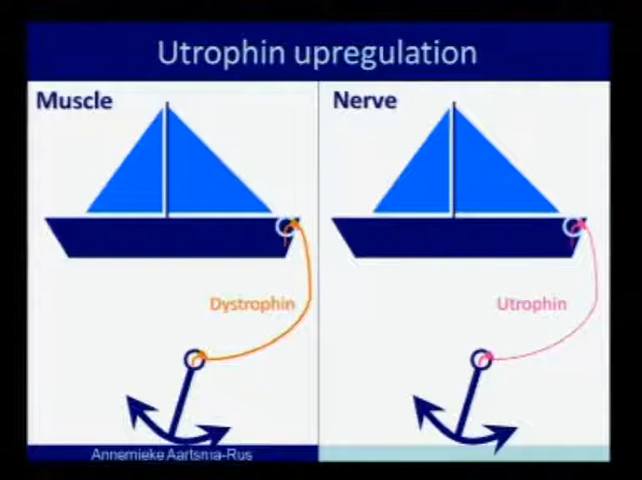 Utrophin upregulation
Muscle
Nerve
Dystrophin
Utrophin
Annemieke Aartsma-Rus